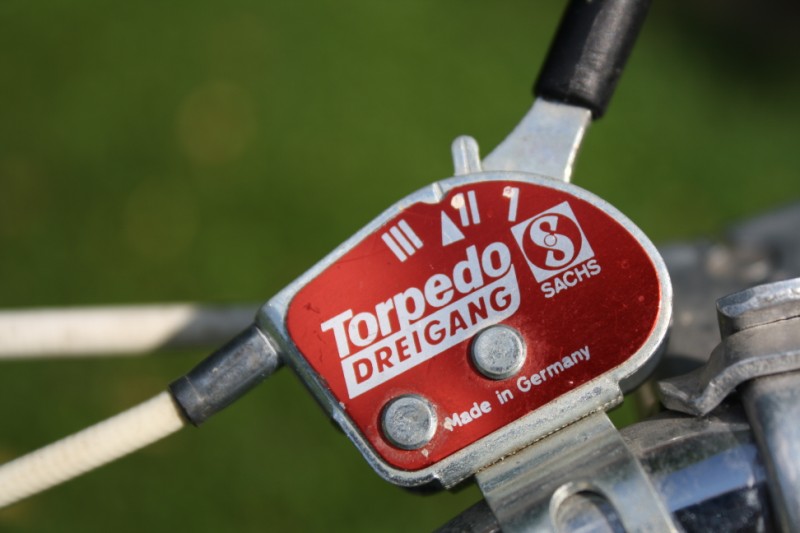 III ▲ II I
Torpedo
DREIGANG
S
SACHS
Made in Germany